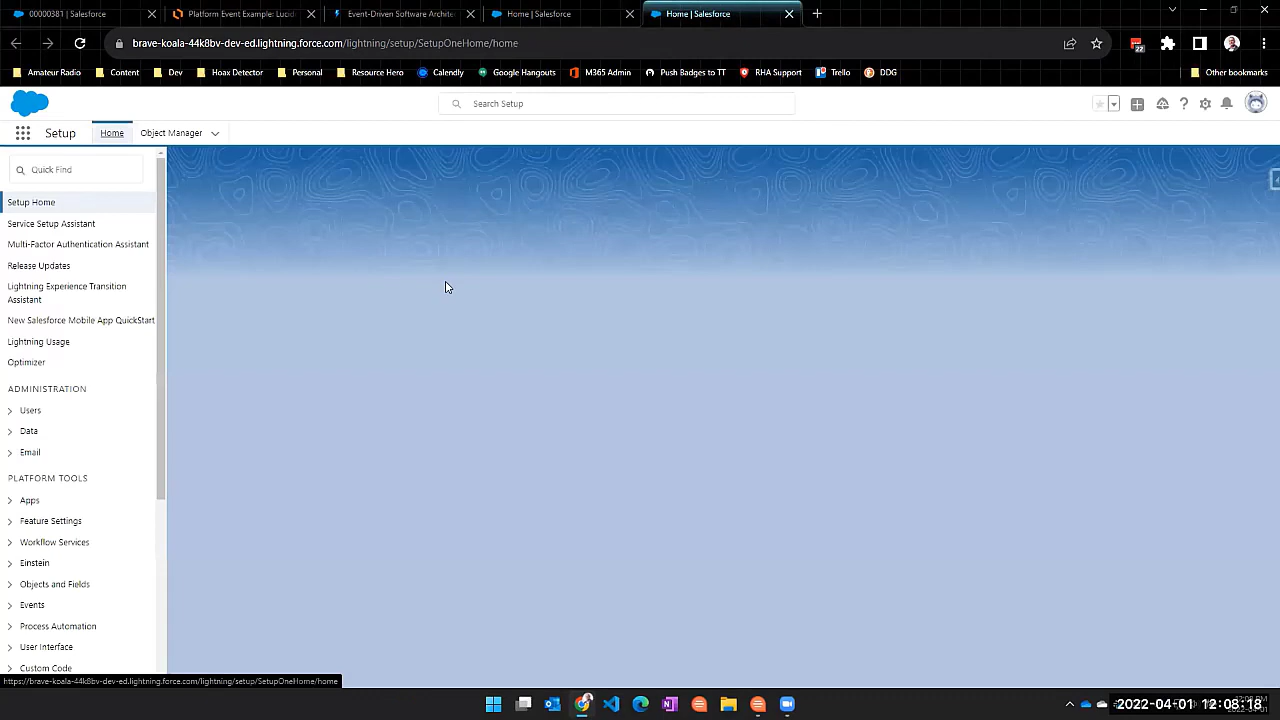 00000381 | Salesforce
Platform Event Example: Lucid
Event-Driven Software Archite
Home | Salesforce
Home | Salesforce
brave-koala-44k8bv-dev-ed.lightning.force.com/lightning/setup/SetupOneHome/home
22
Amateur Radio
Content
Dev
Hoax Detector
Personal
Resource Hero
Calendly
Google Hangouts
M365 Admin
Push Badges to TT
RHA Support
Trello
DDG
Other bookmarks
Search Setup
Setup
Home
Object Manager
Quick Find
Setup Home
Service Setup Assistant
Multi-Factor Authentication Assistant
Release Updates
Lightning Experience Transition
Assistant
New Salesforce Mobile App QuickStart
Lightning Usage
Optimizer
ADMINISTRATION
Users
Data
Email
PLATFORM TOOLS
Apps
Feature Settings
Workflow Services
Einstein
Objects and Fields
Events
Process Automation
User Interface
Custom Code
https://brave-koala-44k8bv-dev-ed.lightning.force.com/lightning/setup/SetupOneHome/home
2022-04-01 12:08:18